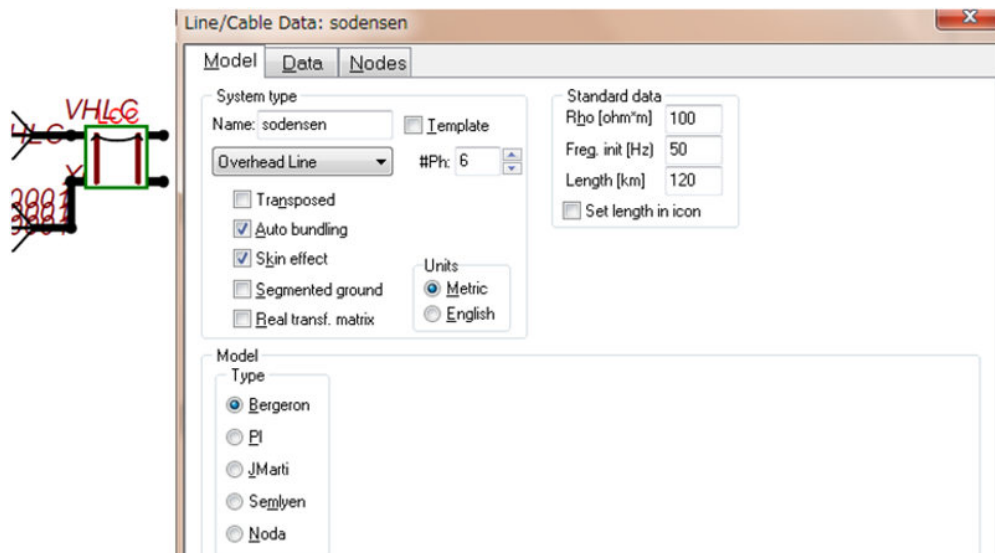 Line/Cable Data: sodensen
Model Data Nodes
System type
Name: sodensen Template
Overhead Line #Ph: 6
Transposed
Auto bundling
Skin effect
Segmented ground
Real transf. matrix
Units
Metric
English
Standard data
Rho [ohm*m] 100
Freq. init [Hz] 50
Length [km] 120
Set length in icon
Model
Type
Bergeron
PI
JMarti
Semlyen
Noda
LCC